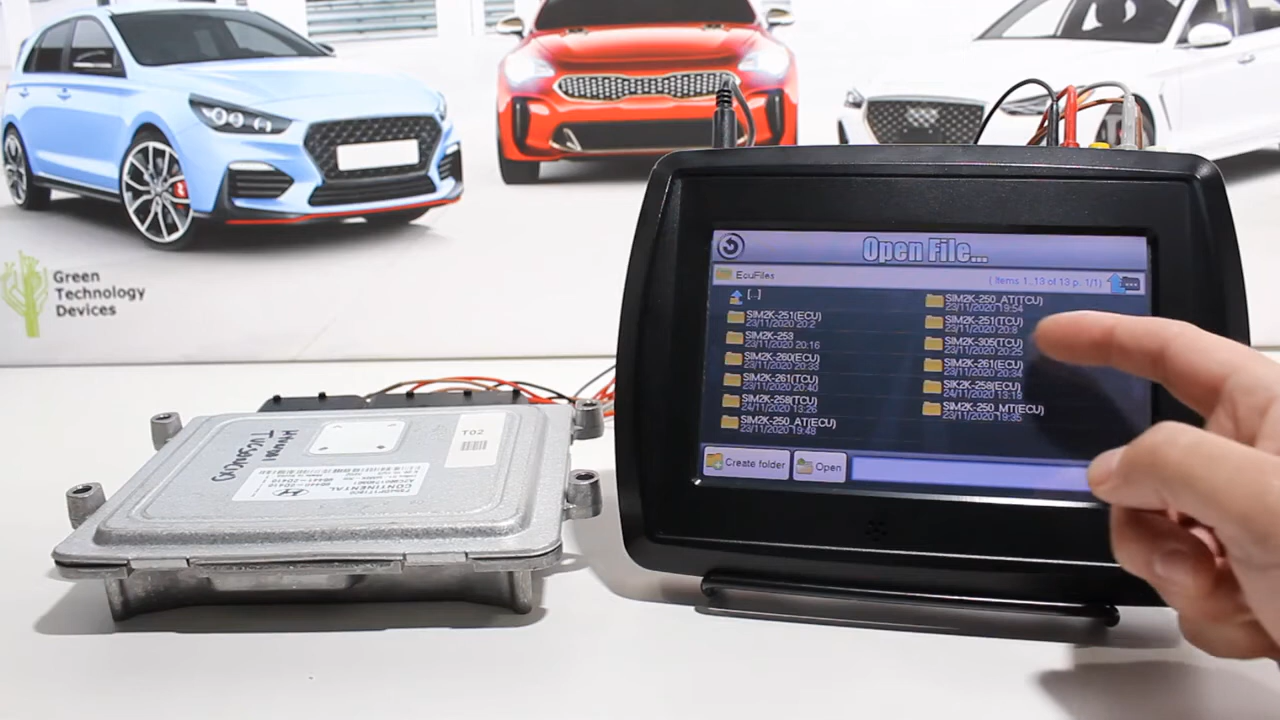 Green
Technology
Devices
Open File...
EcuFiles
( Items 1..13 of 13 p. 1/1)
[..]
SIM2K-251(ECU)
23/11/2020 20:2
SIM2K-253
23/11/2020 20:16
SIM2K-260(ECU)
23/11/2020 20:33
SIM2K-261(TCU)
23/11/2020 20:40
SIM2K-258(TCU)
24/11/2020 13:26
SIM2K-250_AT(ECU)
23/11/2020 19:48
SIM2K-250_AT(TCU)
23/11/2020 19:54
SIM2K-251(TCU)
23/11/2020 20:8
SIM2K-305(TCU)
23/11/2020 20:25
SIM2K-261(ECU)
23/11/2020 20:34
SIK2K-258(ECU)
24/11/2020 13:18
SIM2K-250_MT(ECU)
23/11/2020 19:35
Create folder
Open
T02
CONTINENTAL